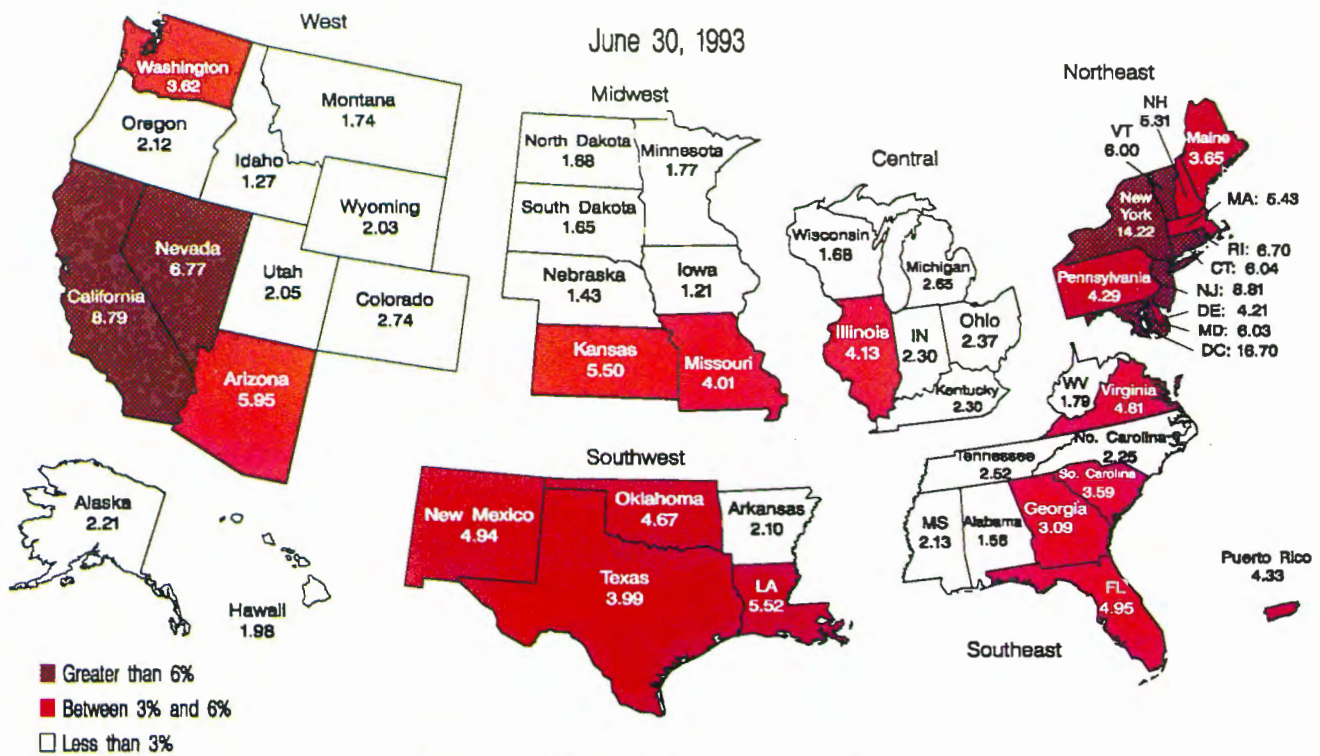 June 30, 1993
West
Washington
3.62
Oregon
2.12
Idaho
1.27
Montana
1.74
Wyoming
2.03
California
8.79
Nevada
6.77
Utah
2.05
Colorado
2.74
Arizona
5.95
Alaska
2.21
Hawaii
1.98
Midwest
North Dakota
1.68
Minnesota
1.77
South Dakota
1.65
Nebraska
1.43
Iowa
1.21
Kansas
5.50
Missouri
4.01
Central
Wisconsin
1.68
Michigan
2.65
Illinois
4.13
IN
2.30
Ohio
2.37
Kentucky
2.30
Northeast
NH
5.31
VT
6.00
Maine
3.65
New
York
14.22
MA: 5.43
RI: 6.70
CT: 6.04
Pennsylvania
4.29
NJ: 8.81
DE: 4.21
MD: 6.03
DC: 16.70
Southwest
New Mexico
4.94
Oklahoma
4.67
Arkansas
2.10
Texas
3.99
LA
5.52
WV
1.79
Virginia
4.81
No. Carolina
2.25
Tennessee
2.52
So. Carolina
3.59
Georgia
3.09
MS
2.13
Alabama
1.56
FL
4.95
Southeast
Puerto Rico
4.33
Greater than 6%
Between 3% and 6%
Less than 3%